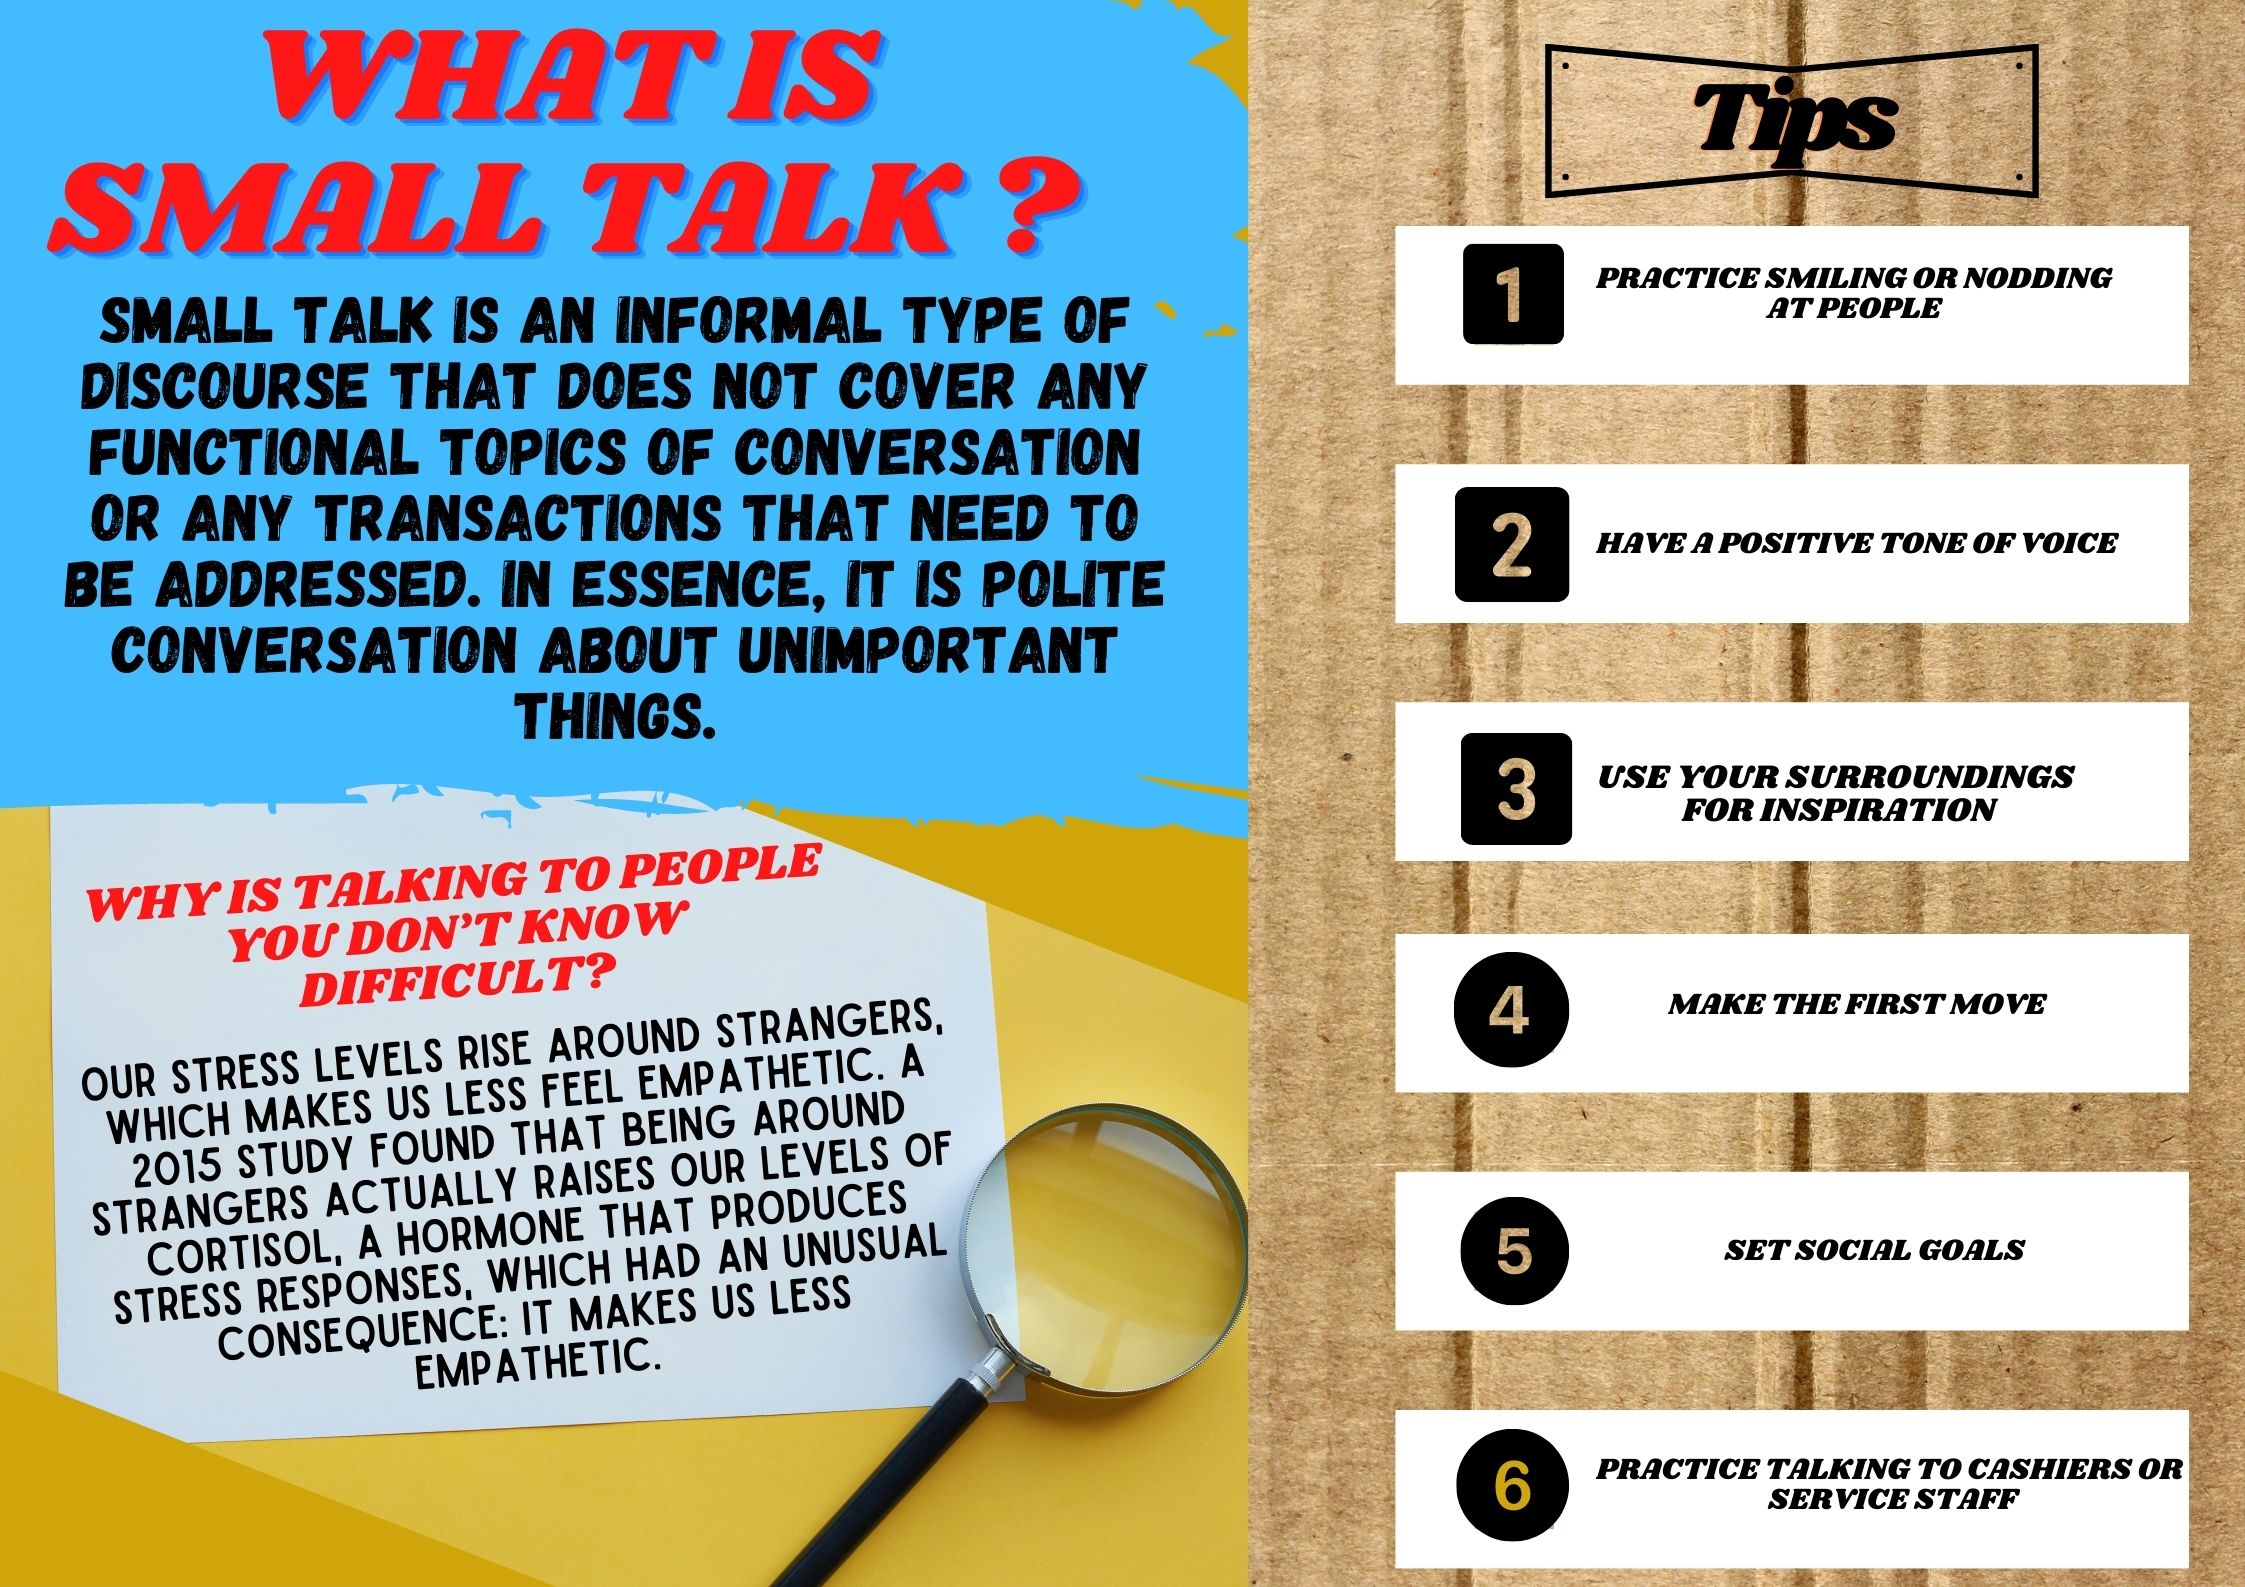 WHAT IS
SMALL TALK ?
SMALL TALK IS AN INFORMAL TYPE OF
DISCOURSE THAT DOES NOT COVER ANY
FUNCTIONAL TOPICS OF CONVERSATION
OR ANY TRANSACTIONS THAT NEED TO
BE ADDRESSED. IN ESSENCE, IT IS POLITE
CONVERSATION ABOUT UNIMPORTANT
THINGS.
WHY IS TALKING TO PEOPLE
YOU DON'T KNOW
DIFFICULT?
OUR STRESS LEVELS RISE AROUND STRANGERS,
WHICH MAKES US LESS FEEL EMPATHETIC. A
2015 STUDY FOUND THAT BEING AROUND
STRANGERS ACTUALLY RAISES OUR LEVELS OF
CORTISOL, A HORMONE THAT PRODUCES
STRESS RESPONSES, WHICH HAD AN UNUSUAL
CONSEQUENCE: IT MAKES US LESS
EMPATHETIC.
Tips
1
PRACTICE SMILING OR NODDING
AT PEOPLE
2
HAVE A POSITIVE TONE OF VOICE
3
USE YOUR SURROUNDINGS
FOR INSPIRATION
4
MAKE THE FIRST MOVE
5
SET SOCIAL GOALS
6
PRACTICE TALKING TO CASHIERS OR
SERVICE STAFF